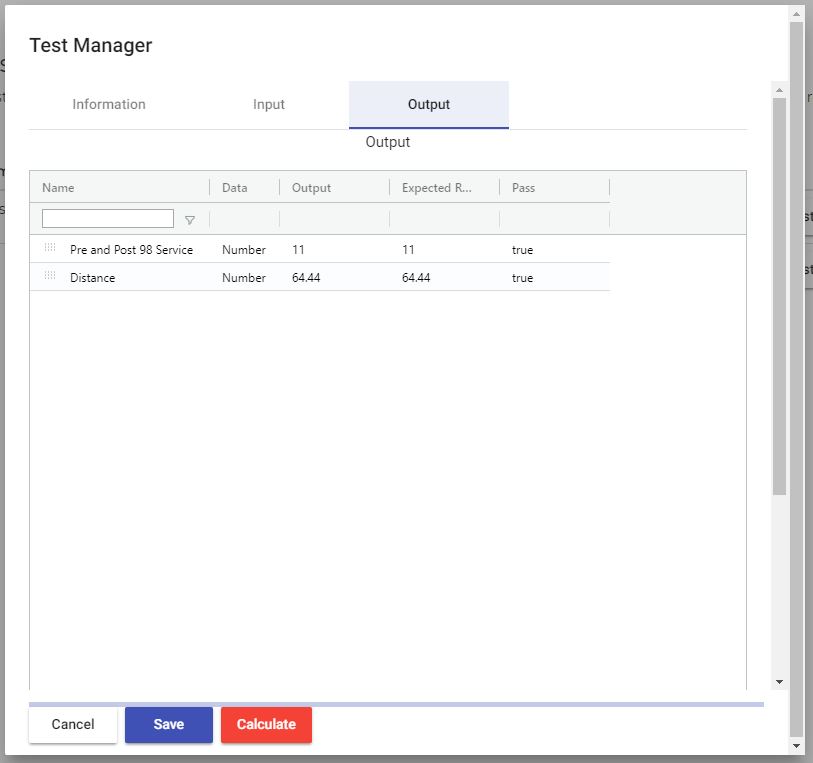 Test Manager
Information Input Output
Output
Name Data Output Expected R... Pass
Pre and Post 98 Service Number 11 11 true
Distance Number 64.44 64.44 true
Cancel Save Calculate